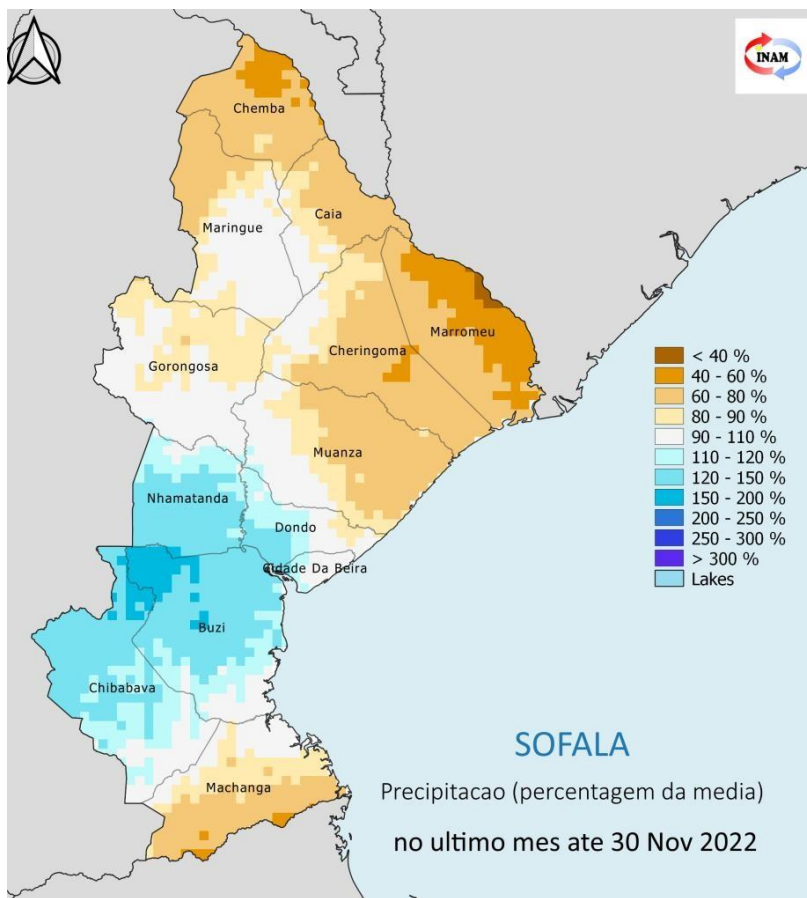 INAM
Chemba
Caia
Maringue
Marromeu
Cheringoma
Gorongosa
Muanza
Nhamatanda
Dondo
Cidade Da Beira
Buzi
Chibabava
Machanga
< 40 %
40 - 60 %
60 - 80 %
80 - 90 %
90 - 110 %
110 - 120 %
120 - 150 %
150 - 200 %
200 - 250 %
250 - 300 %
> 300 %
Lakes
SOFALA
Precipitacao (percentagem da media)
no ultimo mes ate 30 Nov 2022